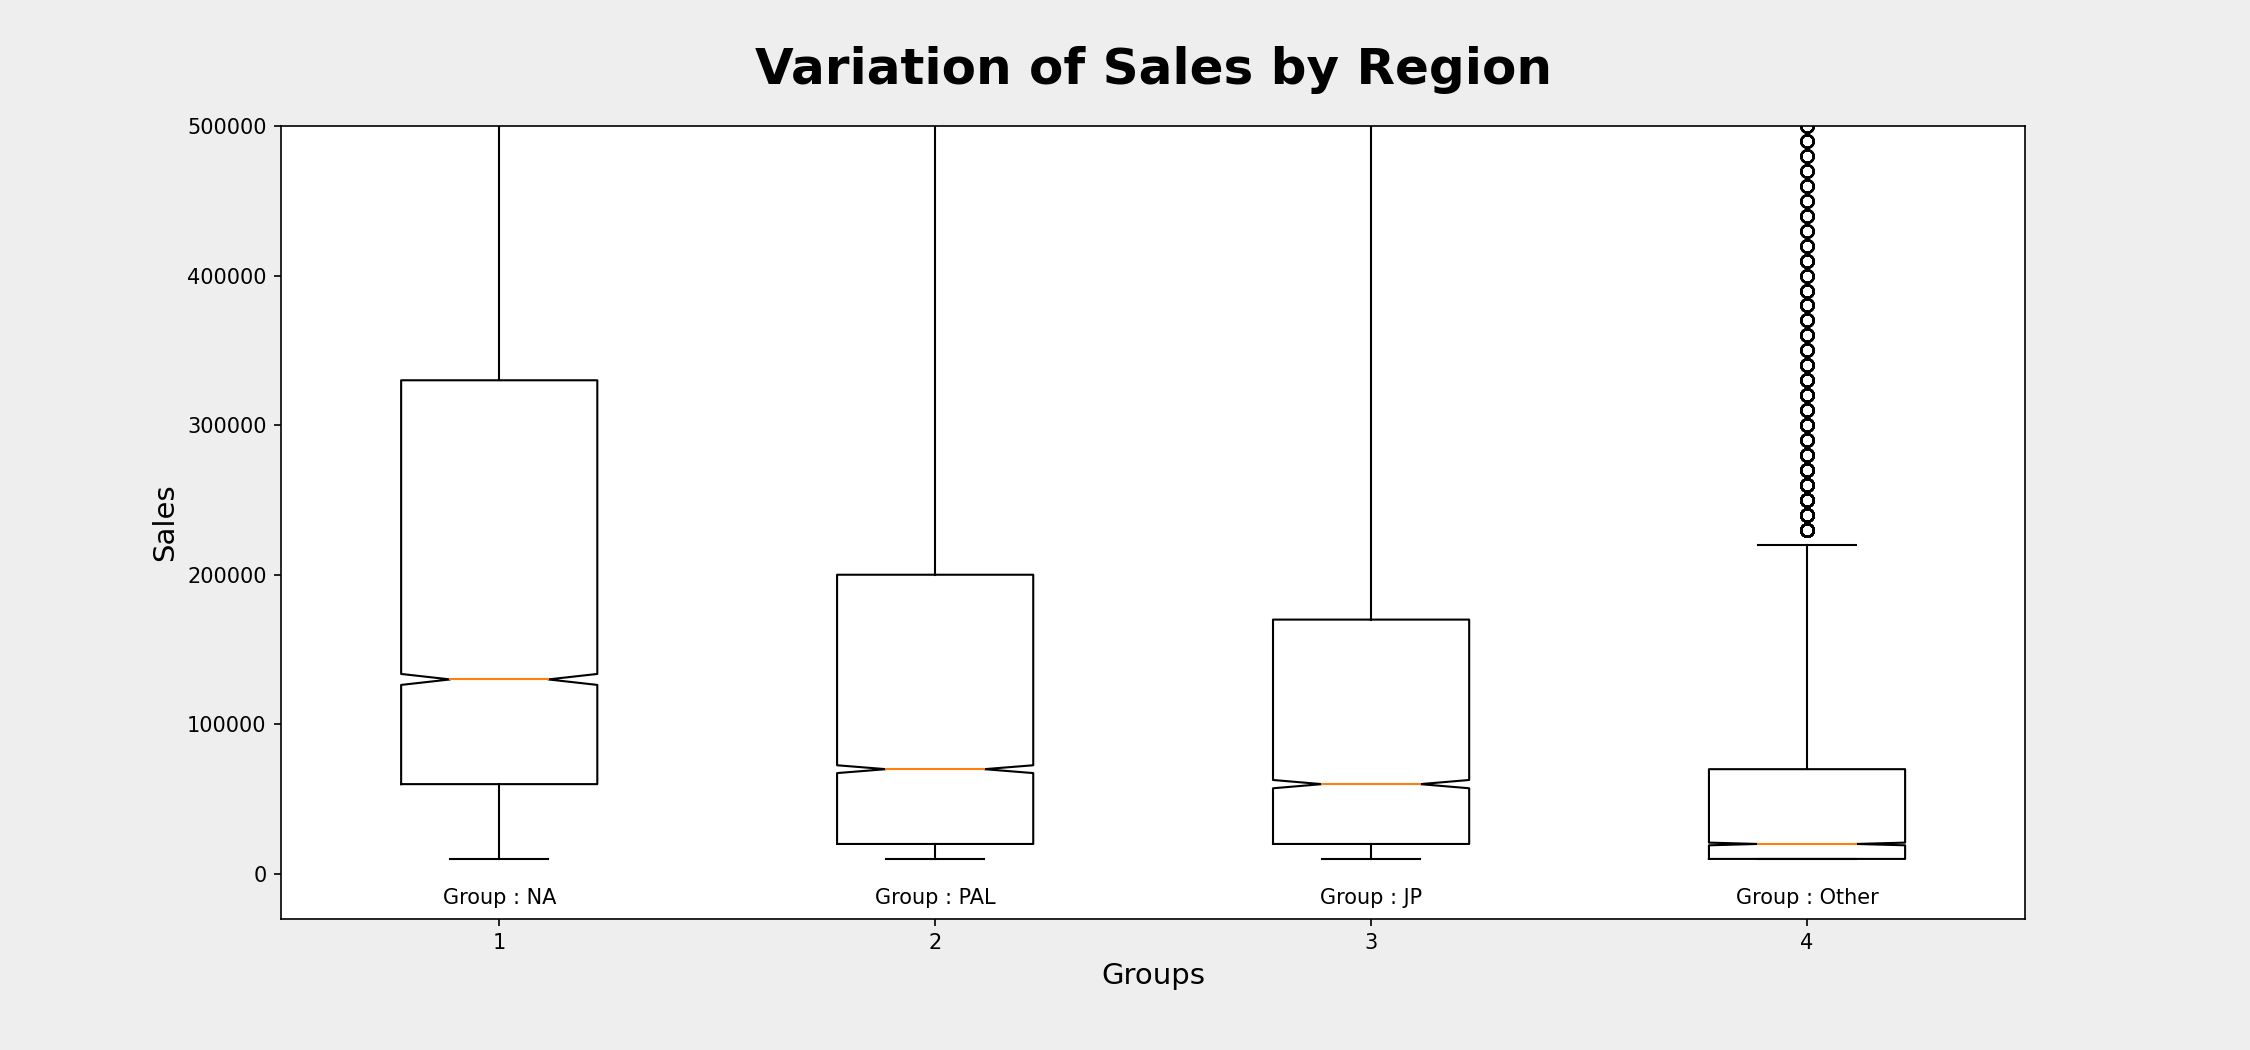 Variation of Sales by Region
500000
400000
300000
200000
100000
0
Sales
Group : NA
Group : PAL
Group : JP
Group : Other
1
2
3
4
Groups